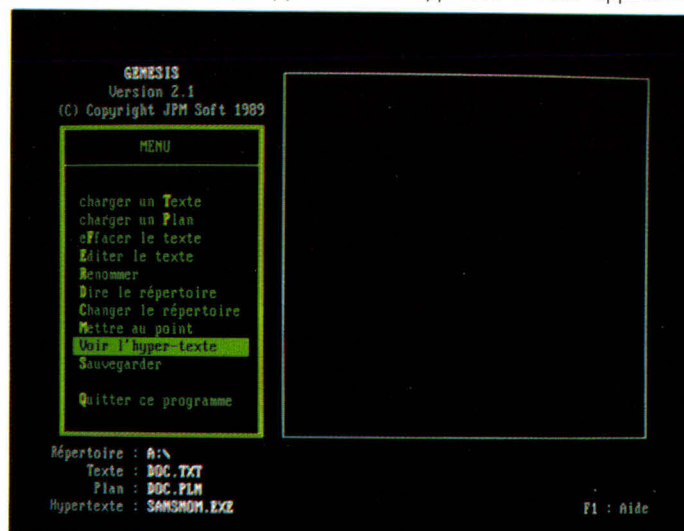 GENESIS
Version 2.1
(C) Copyright JPM Soft 1989
MENU
charger un Texte
charger un Plan
eFfacer le texte
Editer le texte
Renommer
Dire le répertoire
Changer le répertoire
Mettre au point
Voir l'hyper-texte
Sauvegarder
Quitter ce programme
Répertoire : A:\
Texte : DOC.TXT
Plan : DOC.PLM
Hypertexte : SAMSMOM.EXE
F1 : Aide